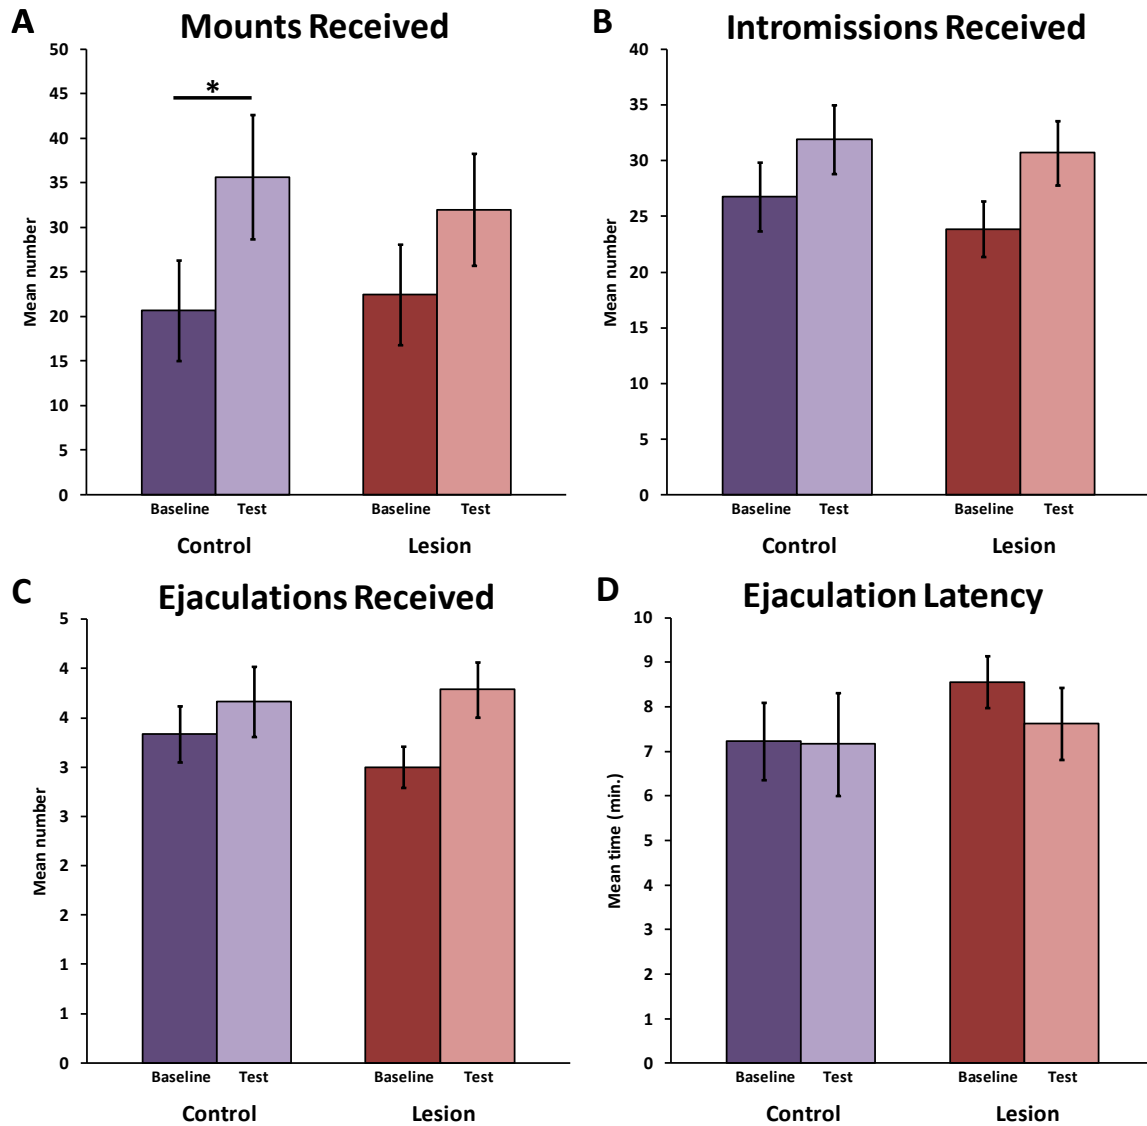 A
Mounts Received
50
45
40
35
30
25
20
15
10
5
0
Mean number
*
Baseline Test Baseline Test
Control Lesion
B
Intromissions Received
40
35
30
25
20
15
10
5
0
Mean number
Baseline Test Baseline Test
Control Lesion
C
Ejaculations Received
5
4
4
3
3
2
2
1
1
0
Mean number
Baseline Test Baseline Test
Control Lesion
D
Ejaculation Latency
10
9
8
7
6
5
4
3
2
1
0
Mean time (min.)
Baseline Test Baseline Test
Control Lesion